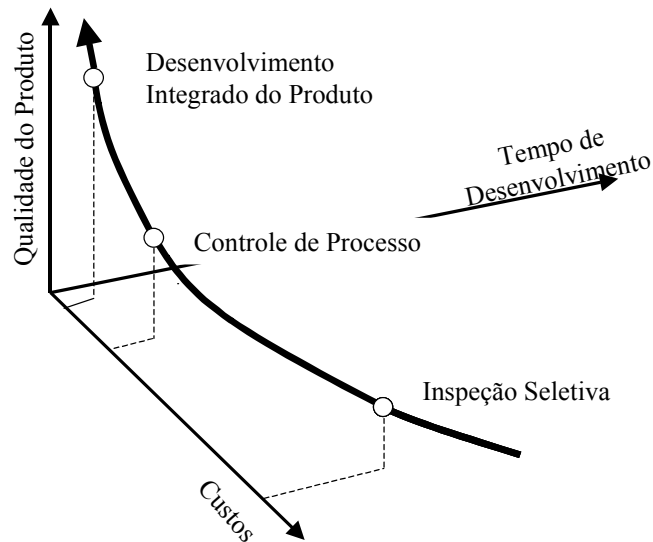 Qualidade do Produto
Desenvolvimento
Integrado do Produto
Tempo de
Desenvolvimento
Controle de Processo
Inspeção Seletiva
Custos